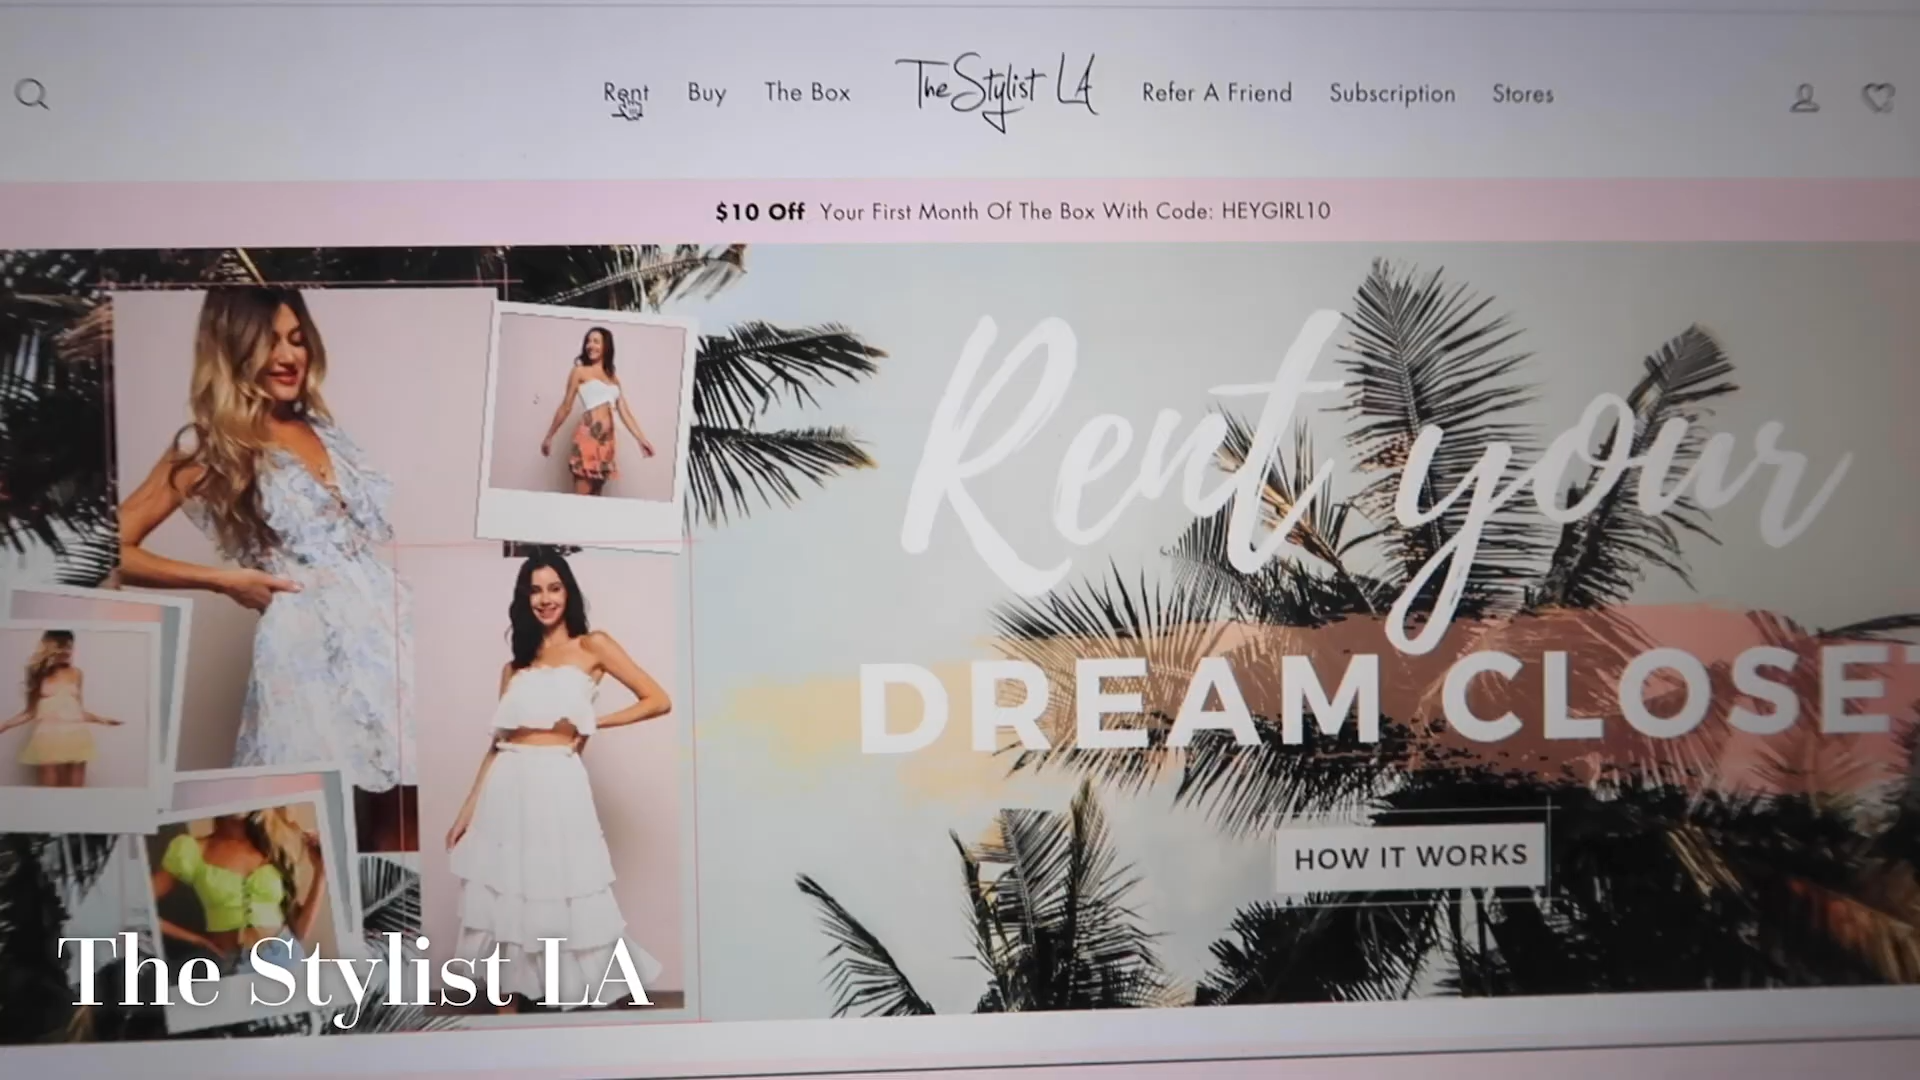 Rent Buy The Box The Stylist LA Refer A Friend Subscription Stores
$10 Off Your First Month Of The Box With Code: HEYGIRL10
Rent your
DREAM CLOSET
HOW IT WORKS
The Stylist LA